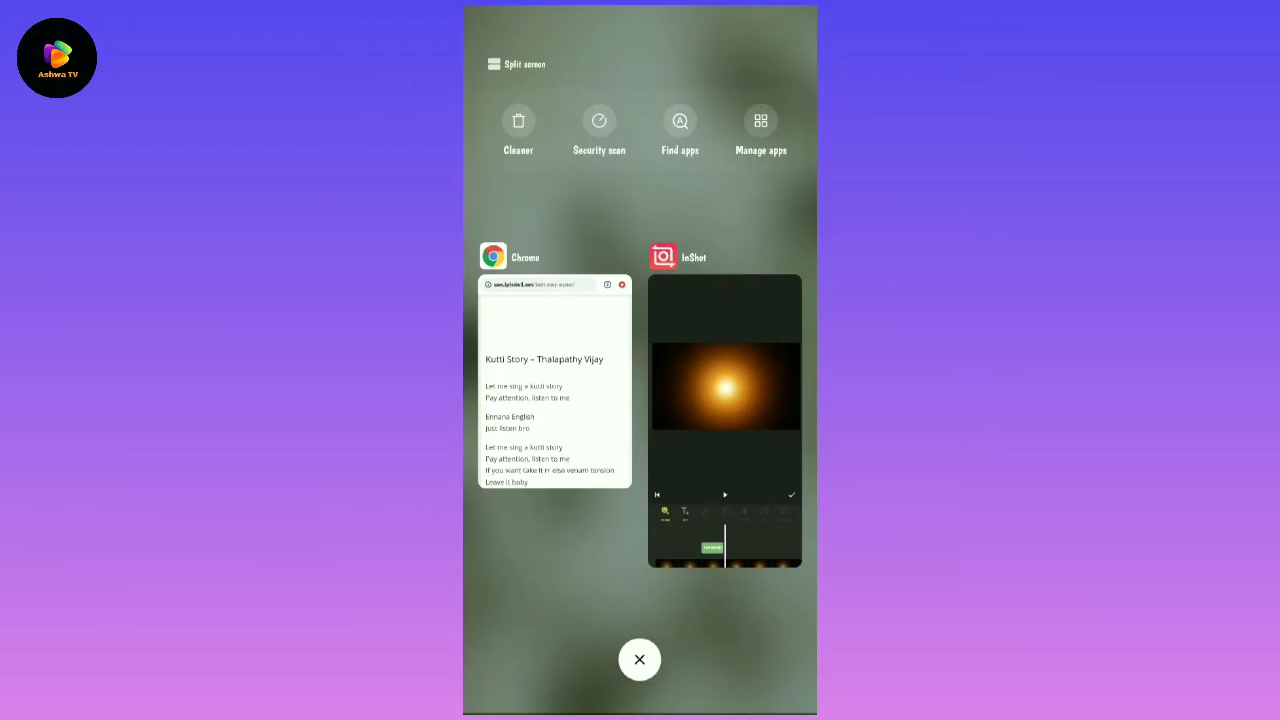 Ashwa TV
Split screen
Cleaner
Security scan
Find apps
Manage apps
Chrome
InShot
Kutti Story – Thalapathy Vijay
Let me sing a kutti story
Pay attention, listen to me
Ennana English
just listen bro
Let me sing a kutti story
Pay attention, listen to me
If you want take it rr else venam tension
Leave it baby